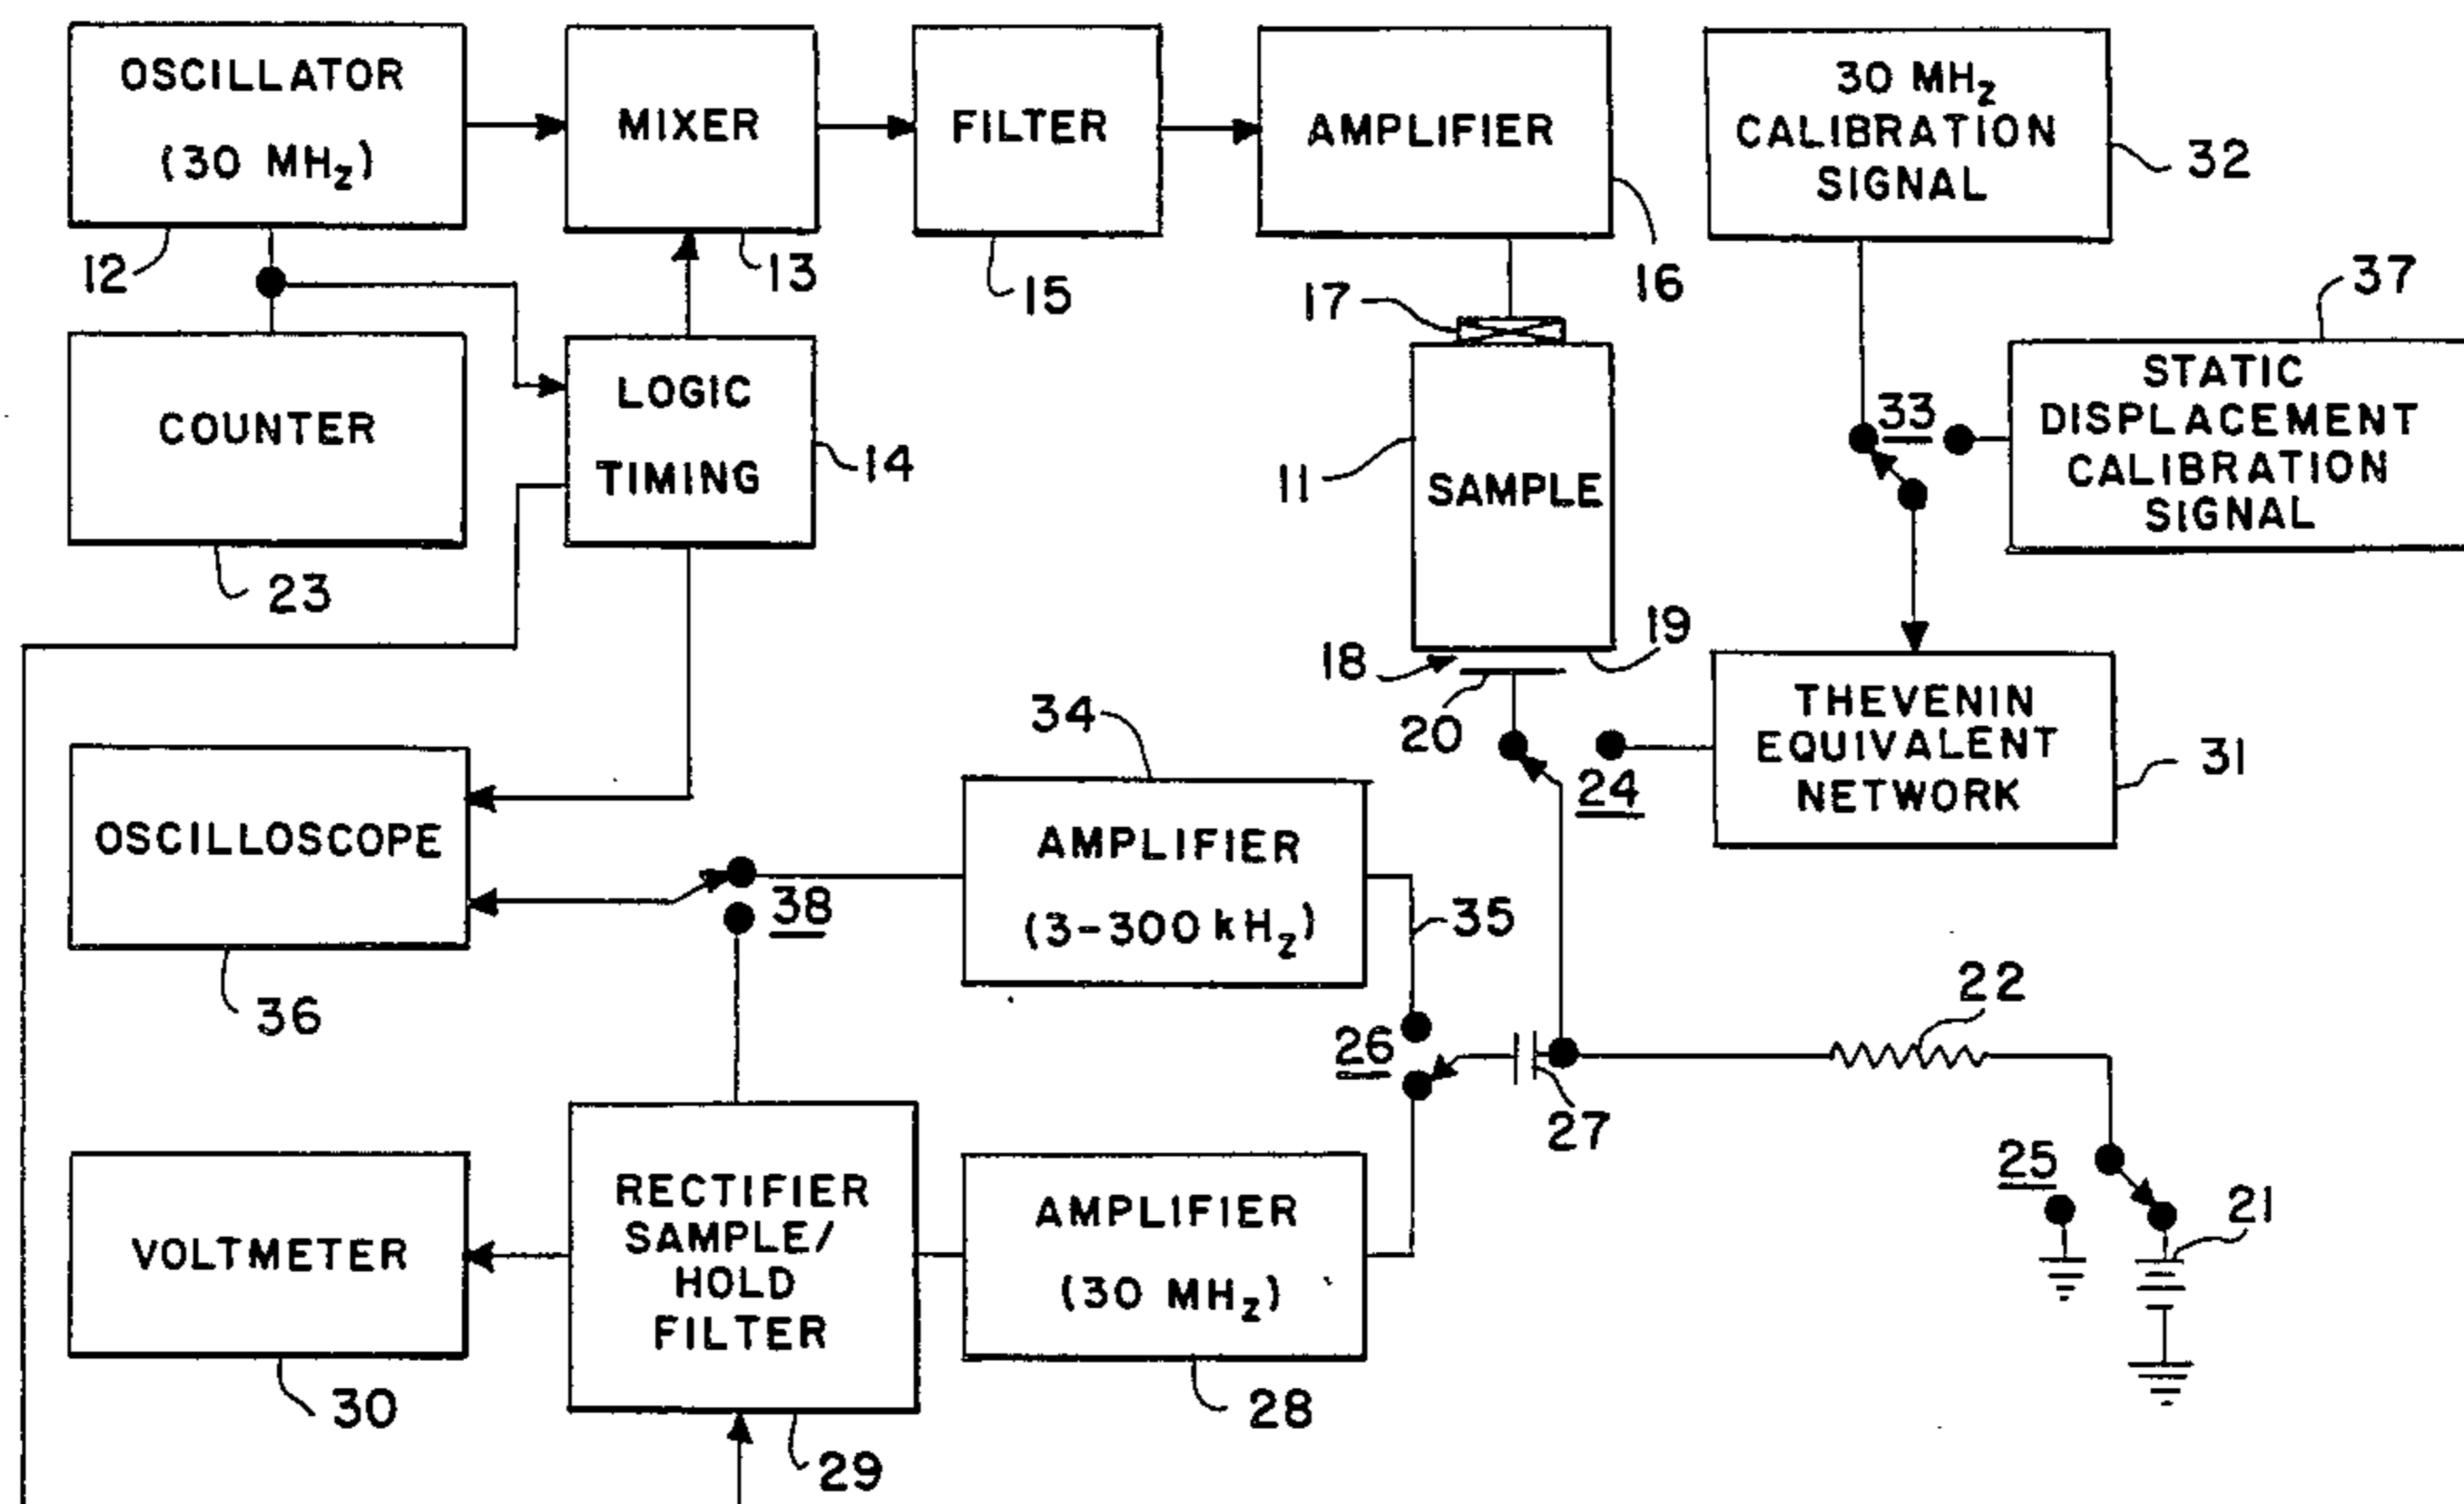 OSCILLATOR
(30 MHz)
MIXER
FILTER
AMPLIFIER
30 MHz
CALIBRATION
SIGNAL
32
12
13
15
16
17
37
COUNTER
LOGIC
TIMING
14
11
SAMPLE
33
STATIC
DISPLACEMENT
CALIBRATION
SIGNAL
23
18
19
20
24
THEVENIN
EQUIVALENT
NETWORK
31
34
OSCILLOSCOPE
38
AMPLIFIER
(3-300 kHz)
35
36
26
27
22
25
21
VOLTMETER
RECTIFIER
SAMPLE/
HOLD
FILTER
AMPLIFIER
(30 MHz)
30
29
28